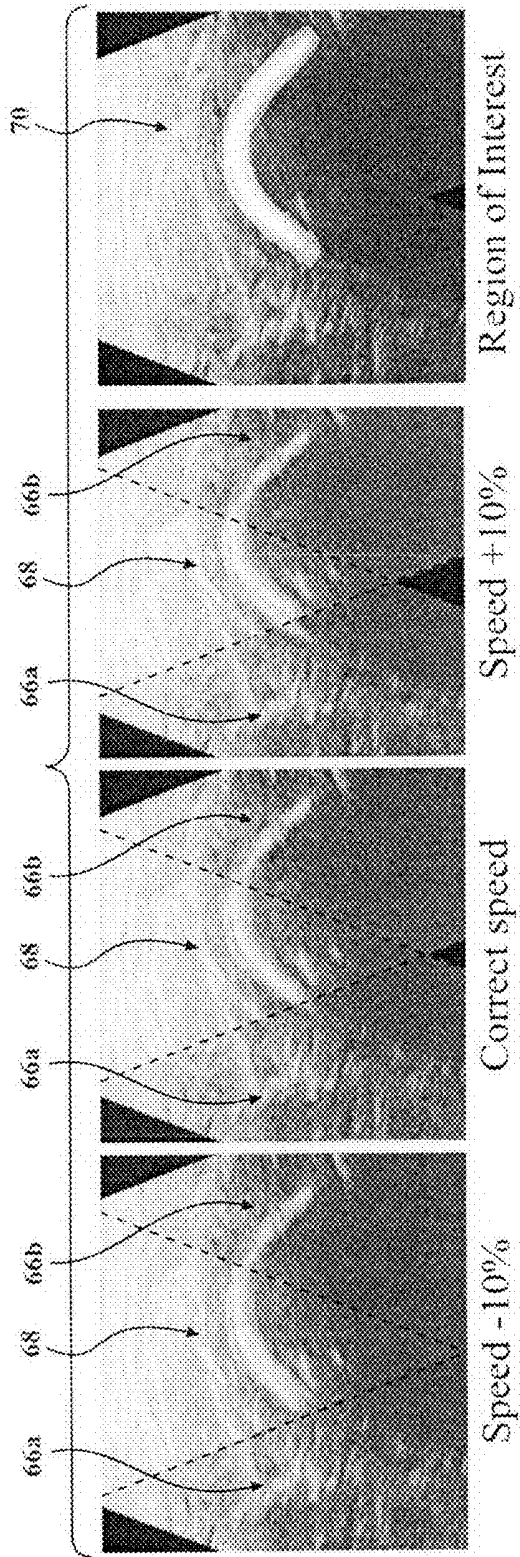 66a
68
66b
66a
68
66b
66a
68
66b
70
Speed -10%
Correct speed
Speed +10%
Region of Interest